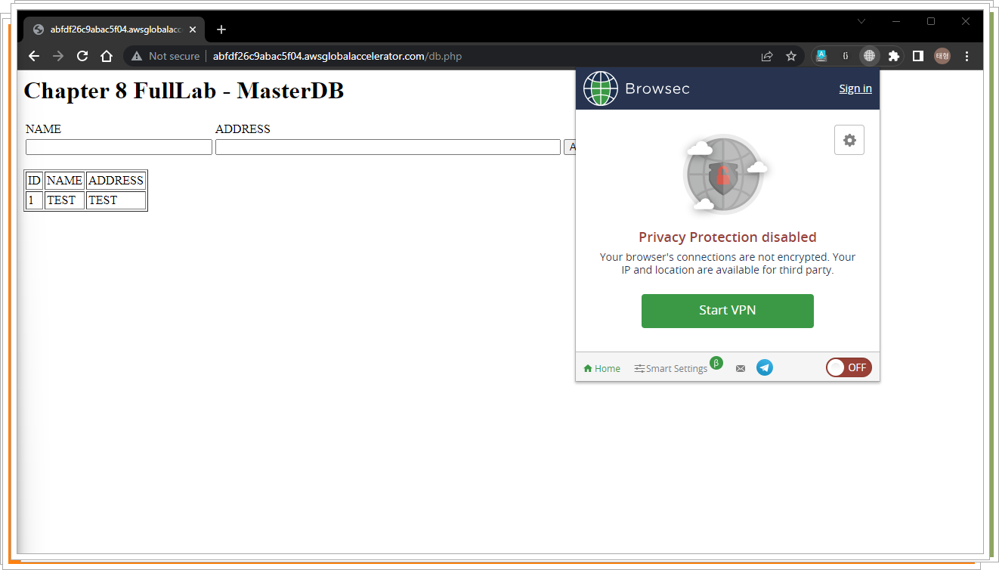 abfdf26c9abac5f04.awsglobalacc
Not secure
abfdf26c9abac5f04.awsglobalaccelerator.com/db.php
태형
Chapter 8 FullLab - MasterDB
NAME ADDRESS
A
ID NAME ADDRESS
1 TEST TEST
Browsec
Sign in
Privacy Protection disabled
Your browser's connections are not encrypted. Your
IP and location are available for third party.
Start VPN
Home
Smart Settings β
OFF